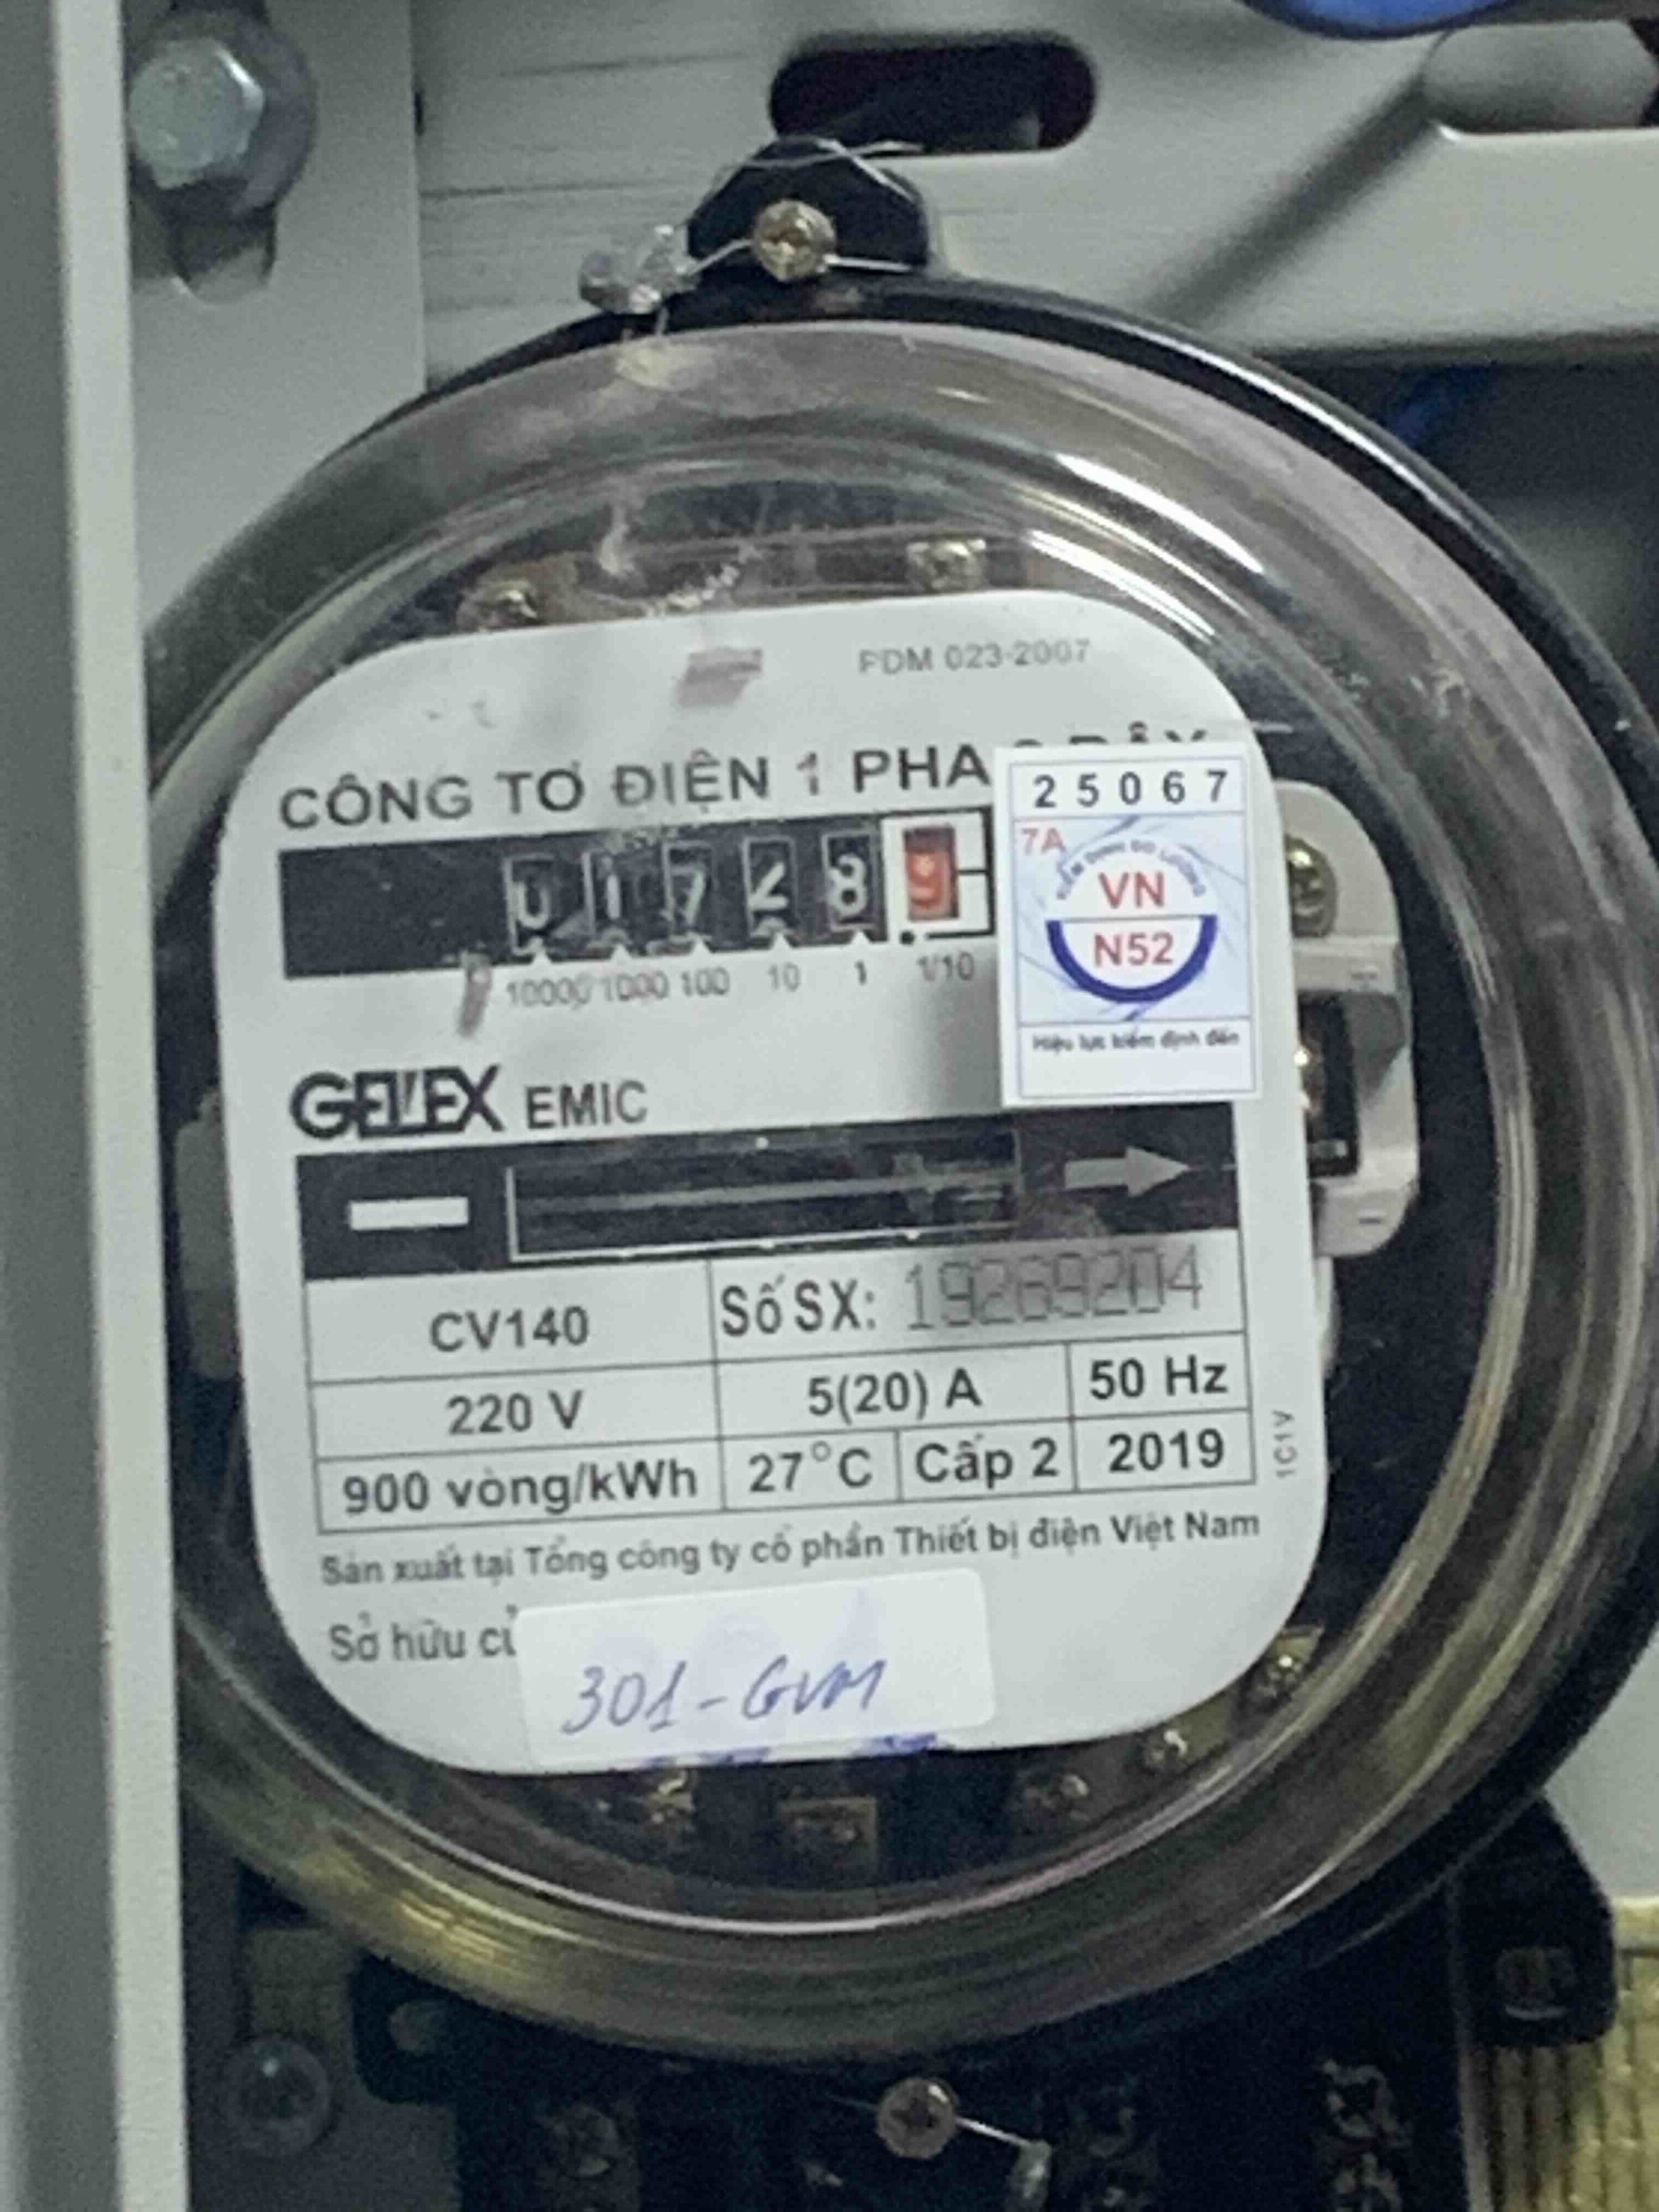 PDM 023-2007
CÔNG TƠ ĐIỆN 1 PHA
25067
7A
VN
N52
Hiệu lực kiểm định đến
01728 9
10000 1000 100 10 1 1/10
GELEX EMIC
CV140 Số SX: 19269204
220 V 5(20) A 50 Hz
900 vòng/kWh 27°C Cấp 2 2019
1C1V
Sản xuất tại Tổng công ty cổ phần Thiết bị điện Việt Nam
Sở hữu
301-GVM